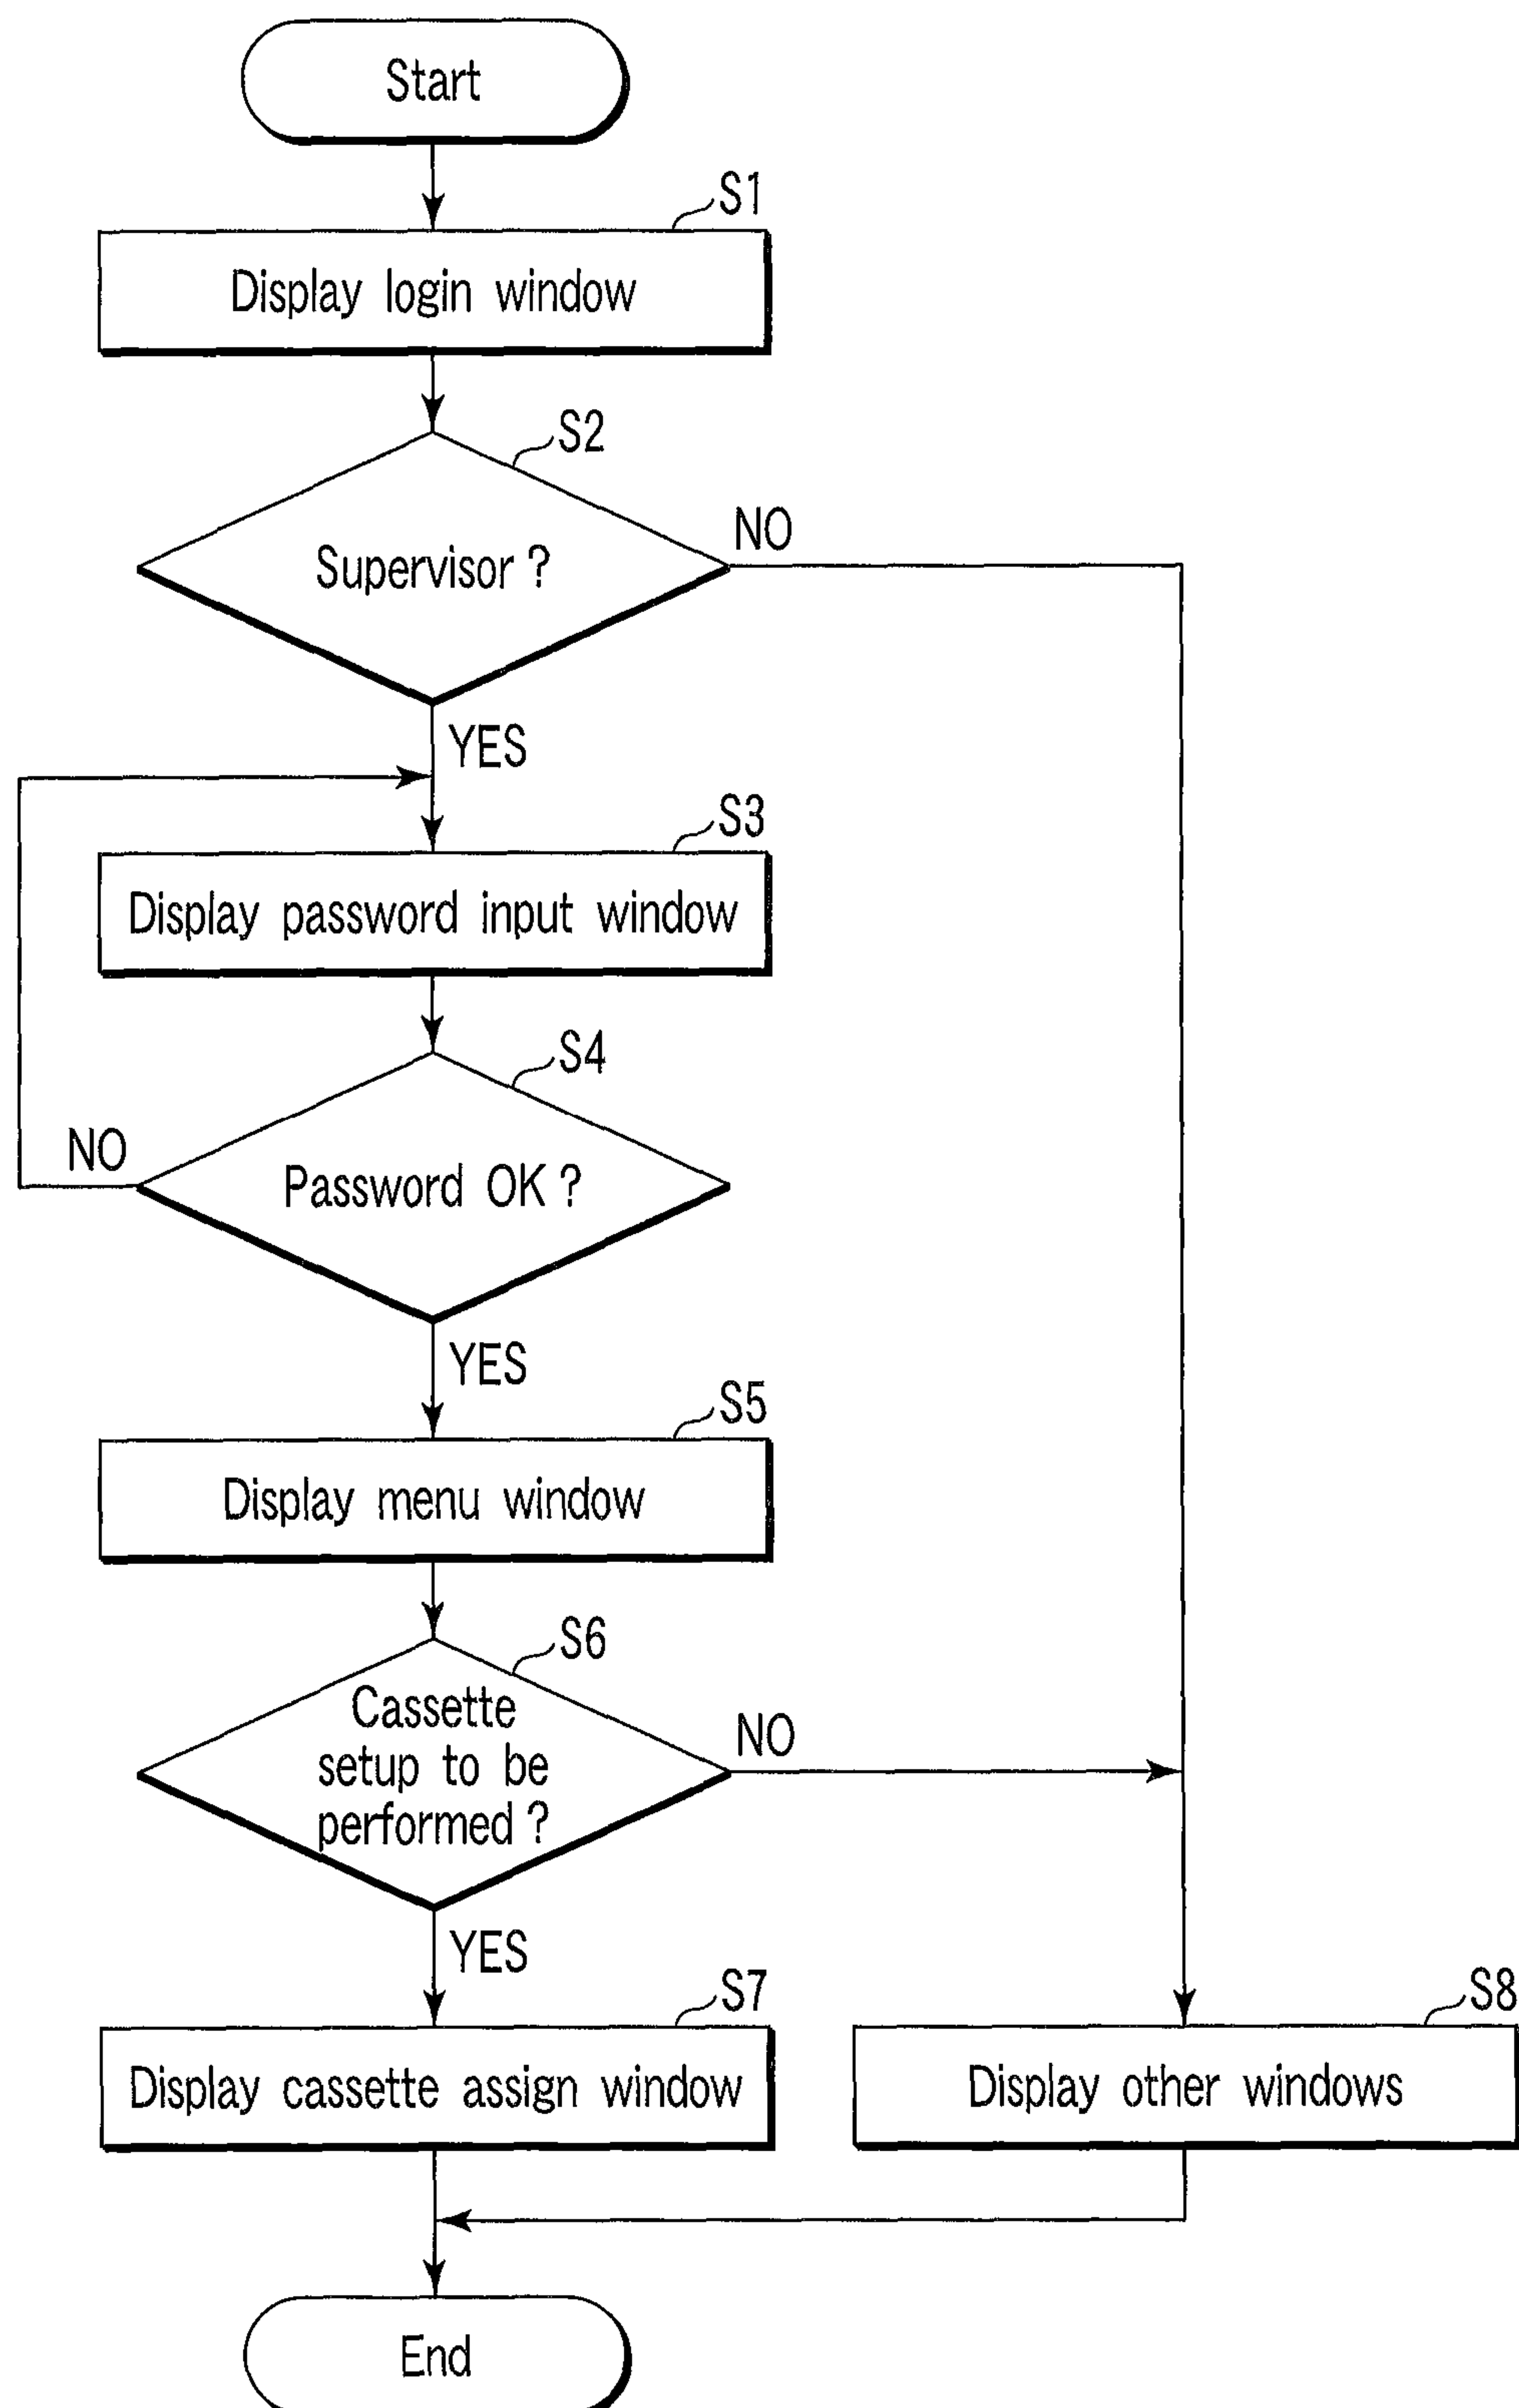 Start
S1
Display login window
S2
Supervisor ?
NO
YES
S3
Display password input window
S4
NO
Password OK ?
YES
S5
Display menu window
S6
Cassette
setup to be
performed ?
NO
YES
S7
Display cassette assign window
S8
Display other windows
End